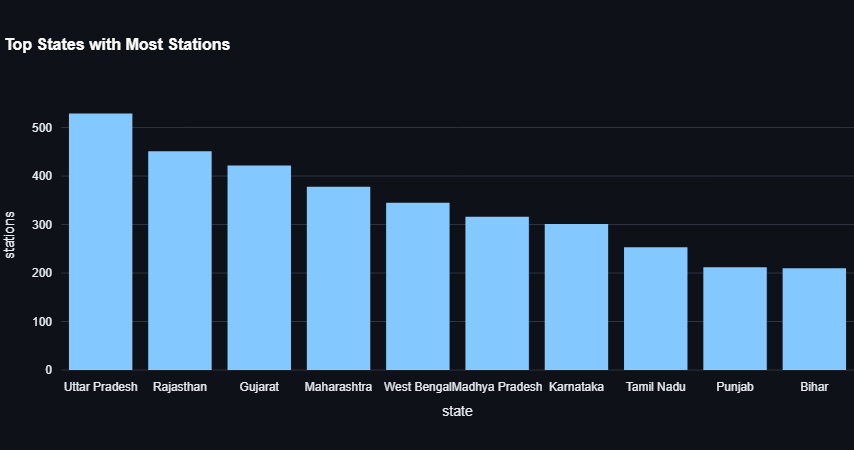 Top States with Most Stations
500
400
300
200
100
0
stations
Uttar Pradesh Rajasthan Gujarat Maharashtra West Bengal Madhya Pradesh Karnataka Tamil Nadu Punjab Bihar
state